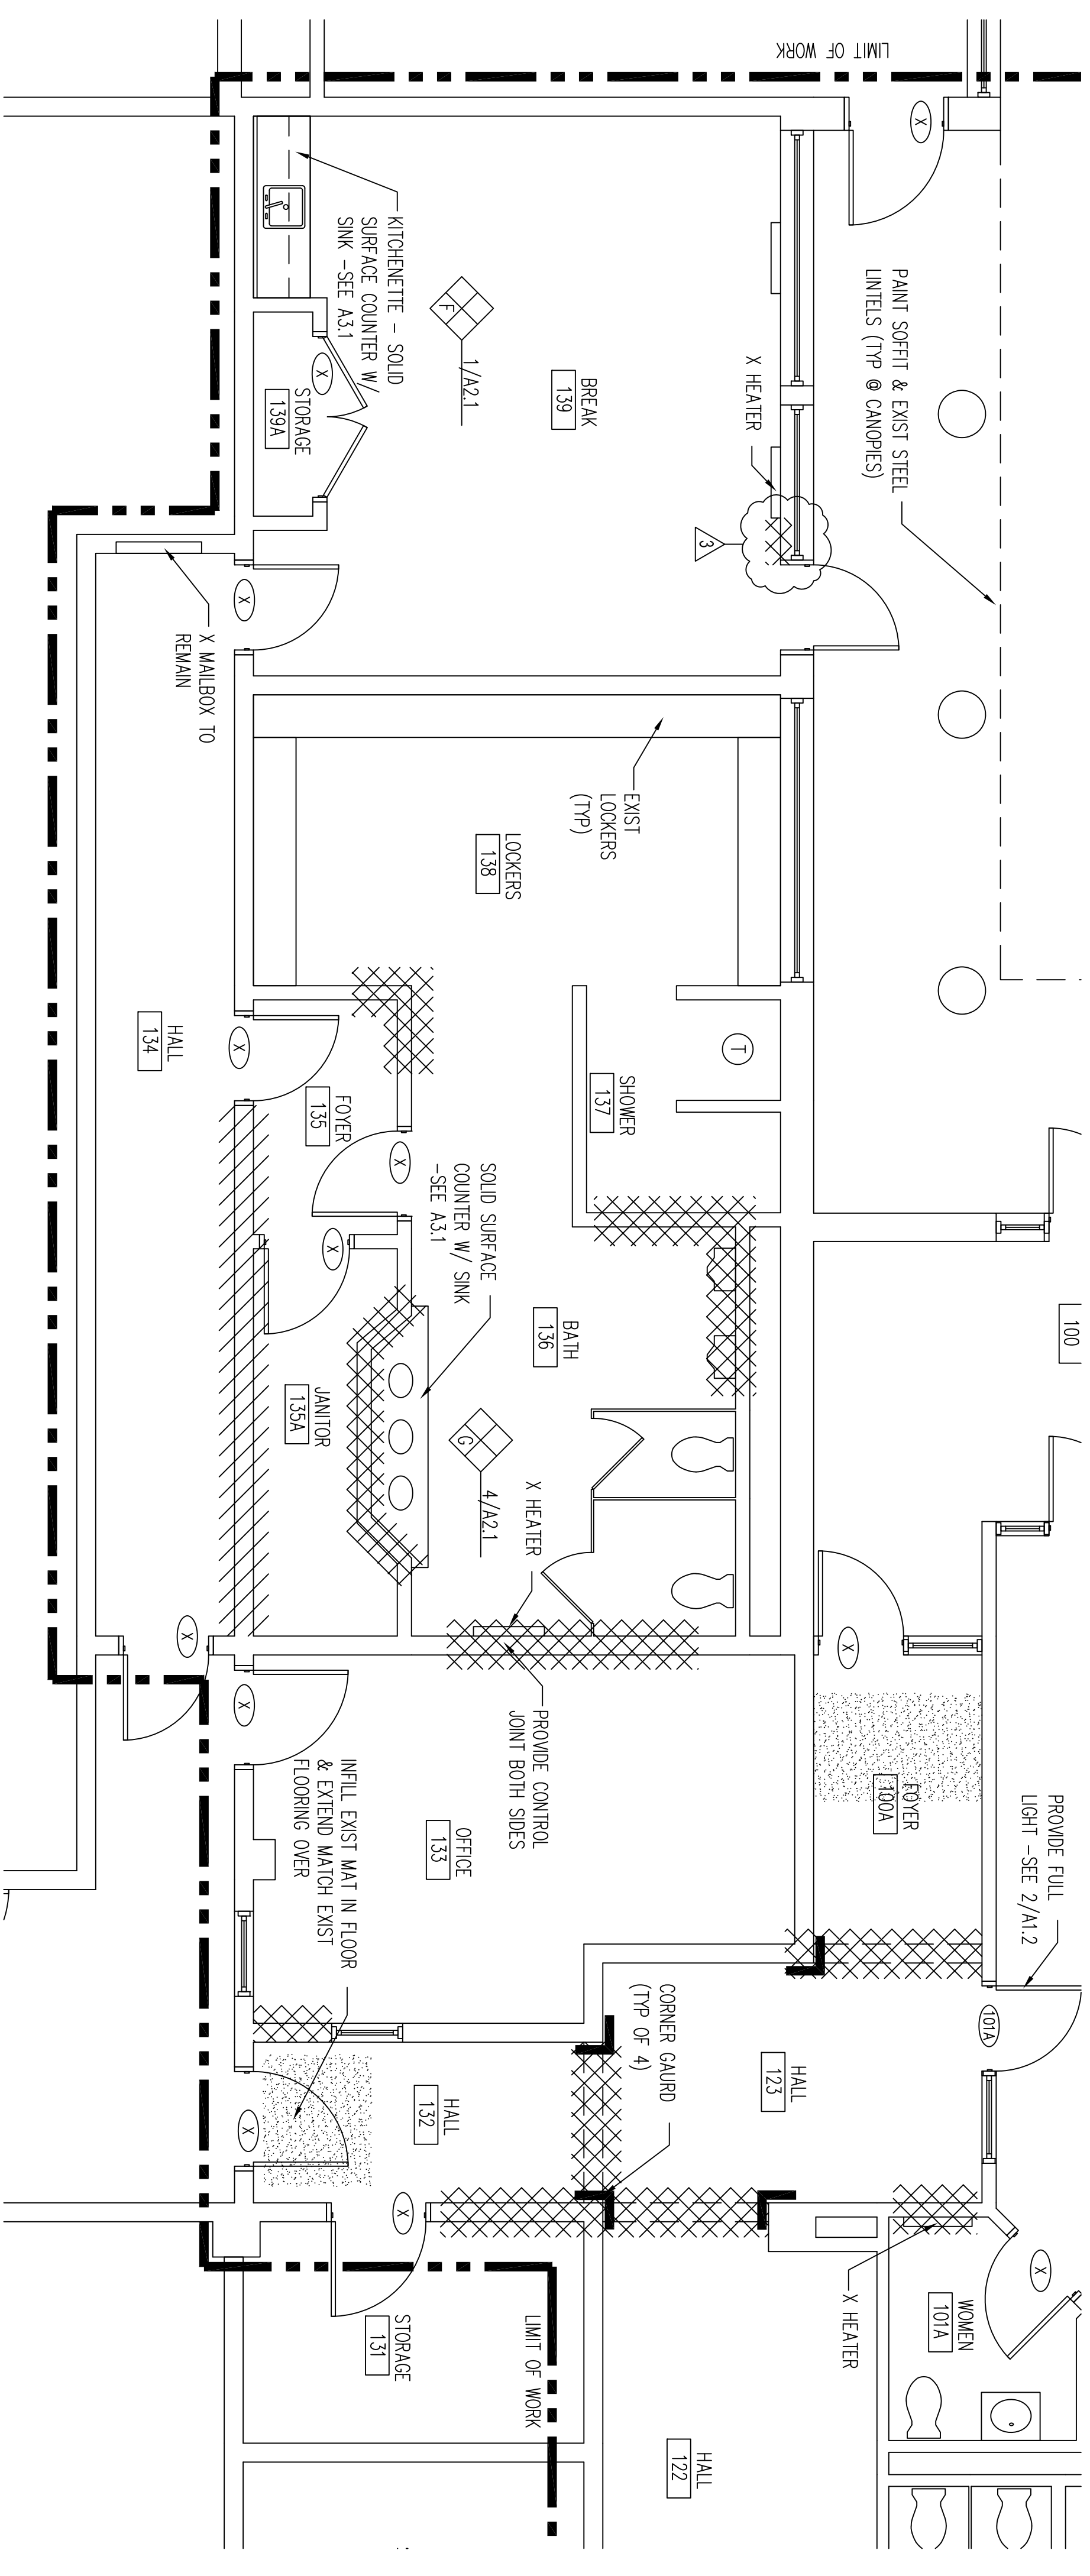 LIMIT OF WORK
X
PAINT SOFFIT & EXIST STEEL
LINTELS (TYP @ CANOPIES)
KITCHENETTE - SOLID
SURFACE COUNTER W/
SINK -SEE A3.1
F
1/A2.1
BREAK
139
X HEATER
3
X
STORAGE
139A
X
X MAILBOX TO
REMAIN
EXIST
LOCKERS
(TYP)
LOCKERS
138
HALL
134
X
FOYER
135
X
X
T
SHOWER
137
SOLID SURFACE
COUNTER W/ SINK
-SEE A3.1
BATH
136
JANITOR
135A
G
4/A2.1
X HEATER
100
X
X
X
PROVIDE CONTROL
JOINT BOTH SIDES
FOYER
100A
PROVIDE FULL
LIGHT -SEE 2/A1.2
OFFICE
133
INFILL EXIST MAT IN FLOOR
& EXTEND MATCH EXIST
FLOORING OVER
101A
CORNER GAURD
(TYP OF 4)
HALL
123
HALL
132
X
X
X
X HEATER
WOMEN
101A
STORAGE
131
LIMIT OF WORK
HALL
122